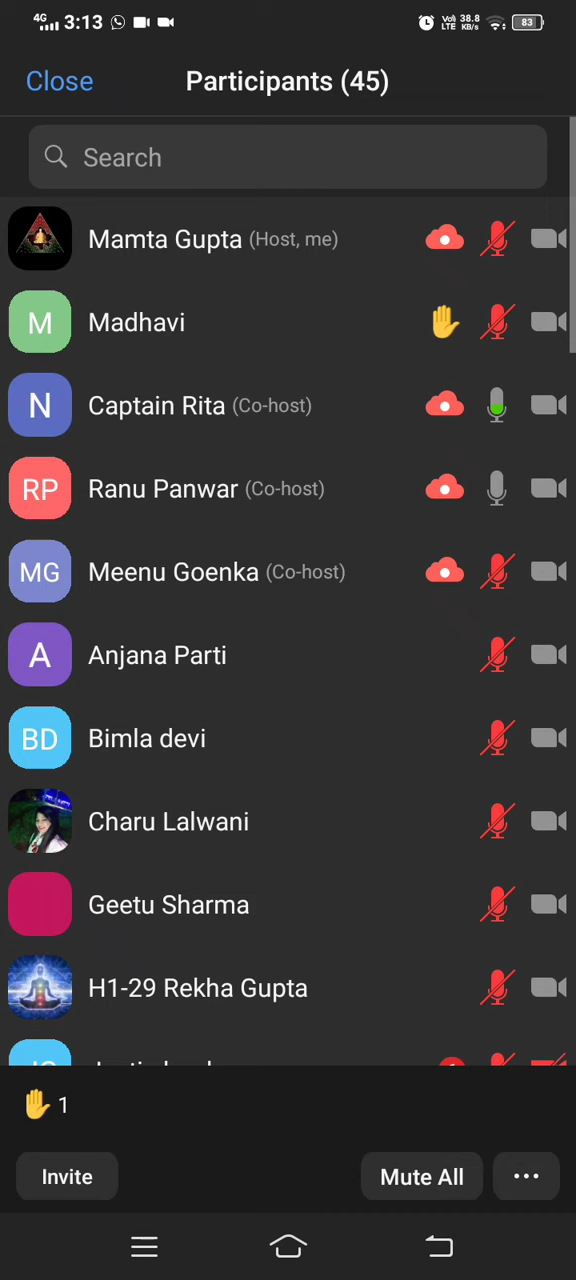 4G 3:13 Vo) LTE 38.8 KB/s 83
Close Participants (45)
Search
Mamta Gupta (Host, me)
M Madhavi
N Captain Rita (Co-host)
RP Ranu Panwar (Co-host)
MG Meenu Goenka (Co-host)
A Anjana Parti
BD Bimla devi
Charu Lalwani
Geetu Sharma
H1-29 Rekha Gupta
1
Invite Mute All ...